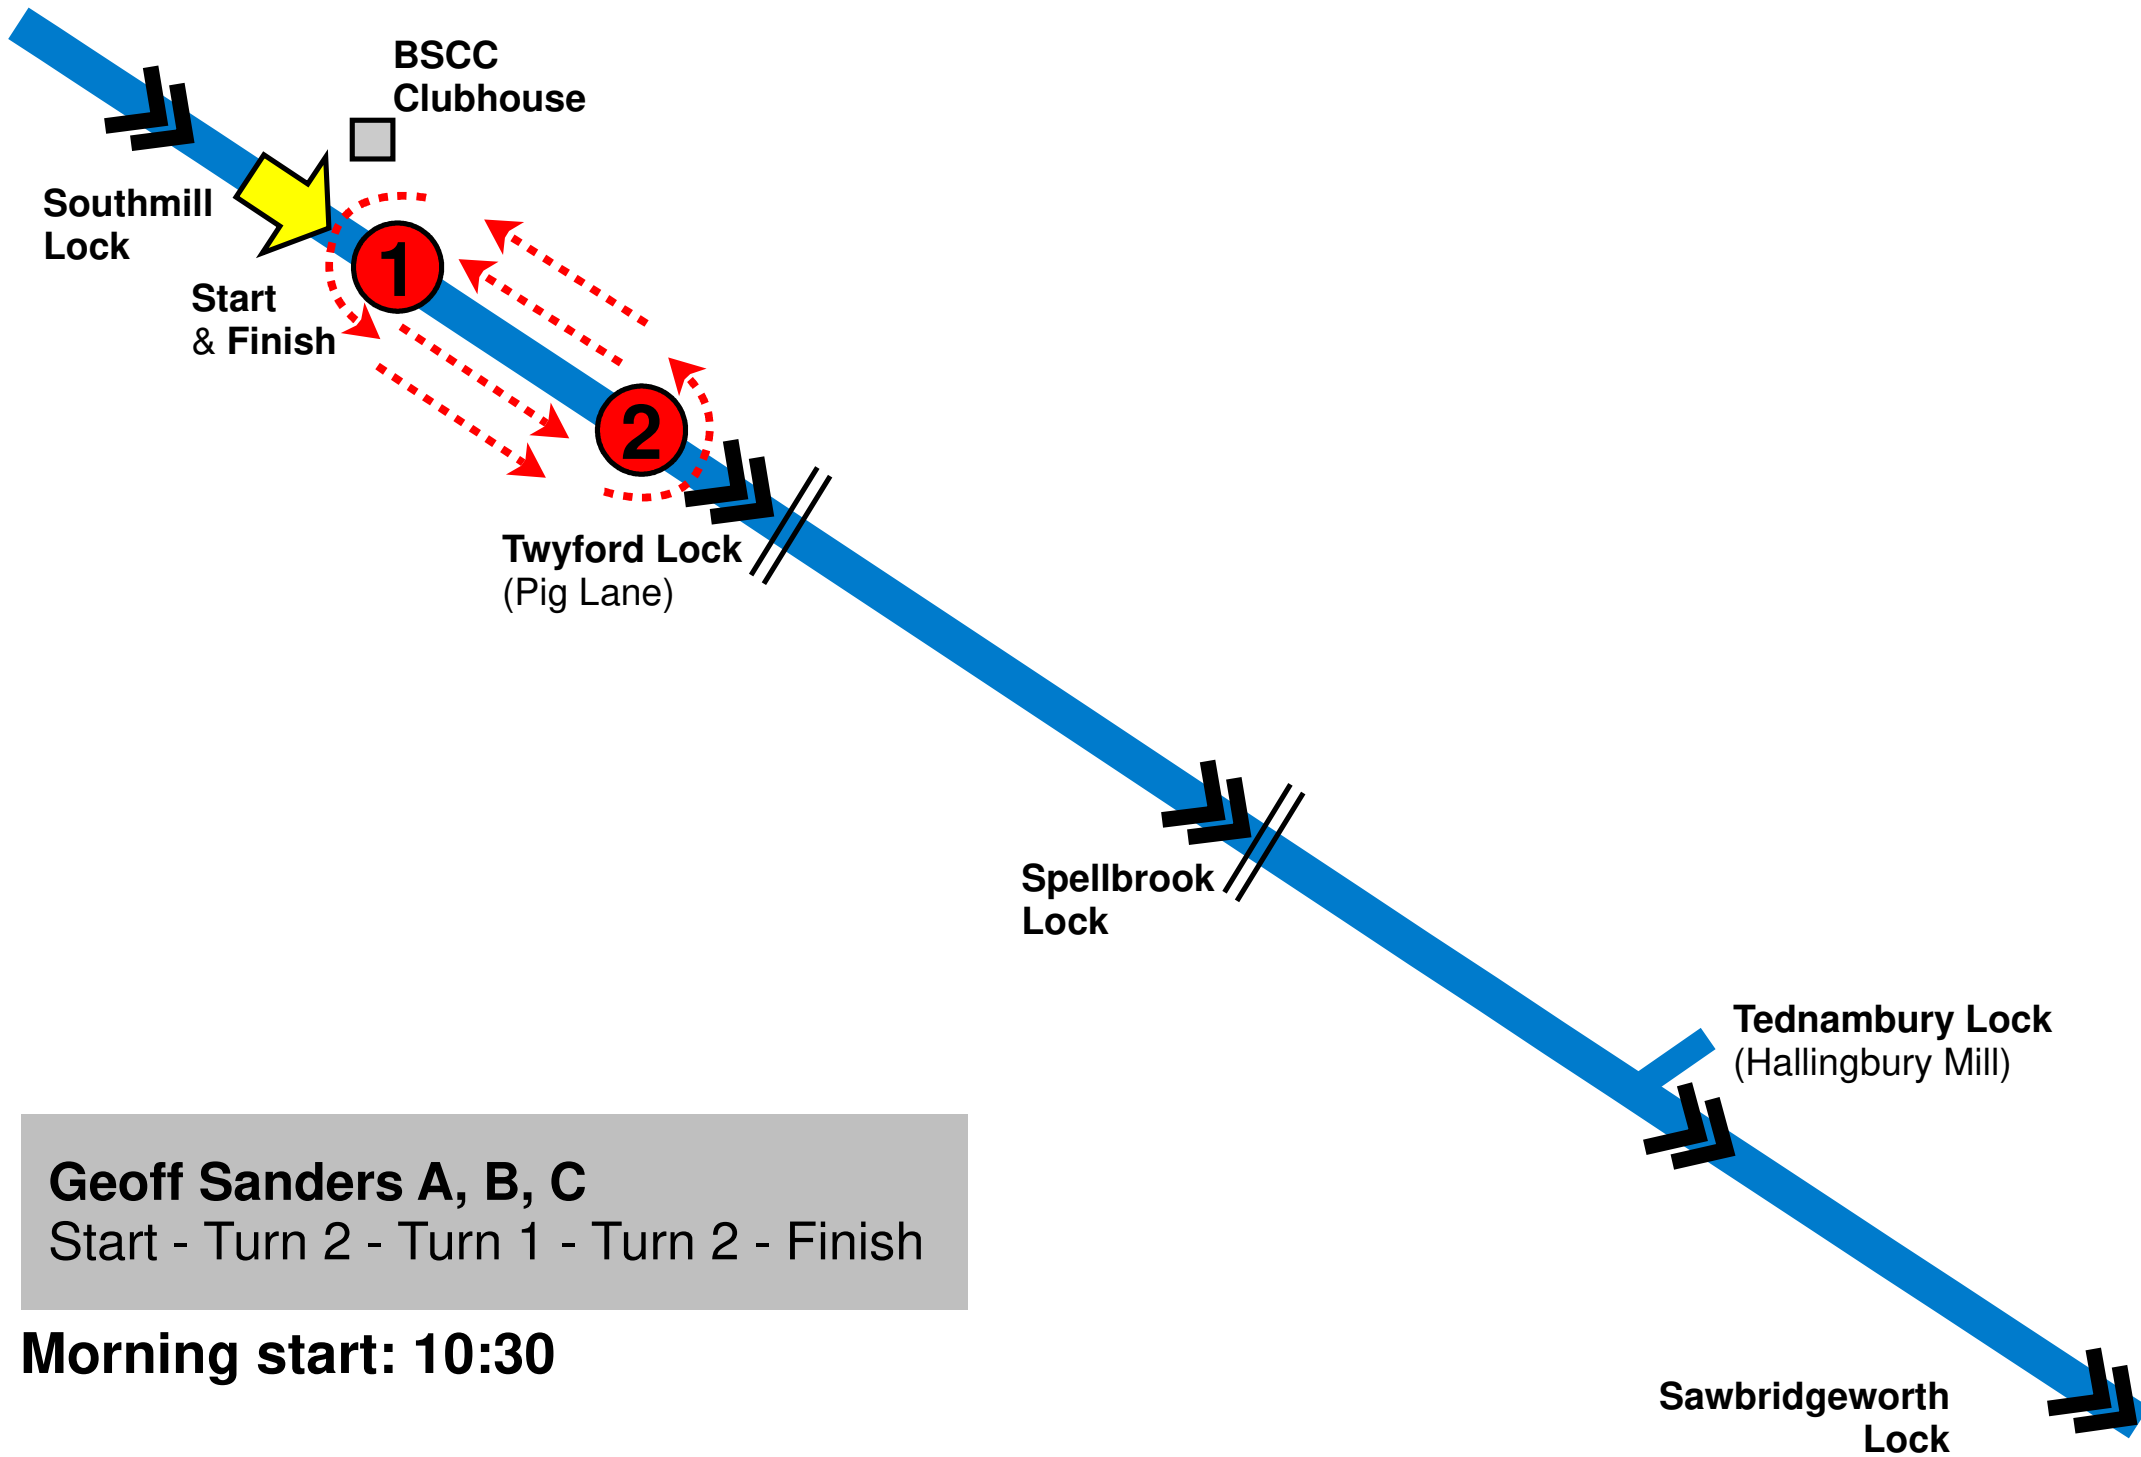 BSCC
Clubhouse
Southmill
Lock
Start
& Finish
1
2
Twyford Lock
(Pig Lane)
Spellbrook
Lock
Tednambury Lock
(Hallingbury Mill)
Geoff Sanders A, B, C
Start - Turn 2 - Turn 1 - Turn 2 - Finish
Morning start: 10:30
Sawbridgeworth
Lock